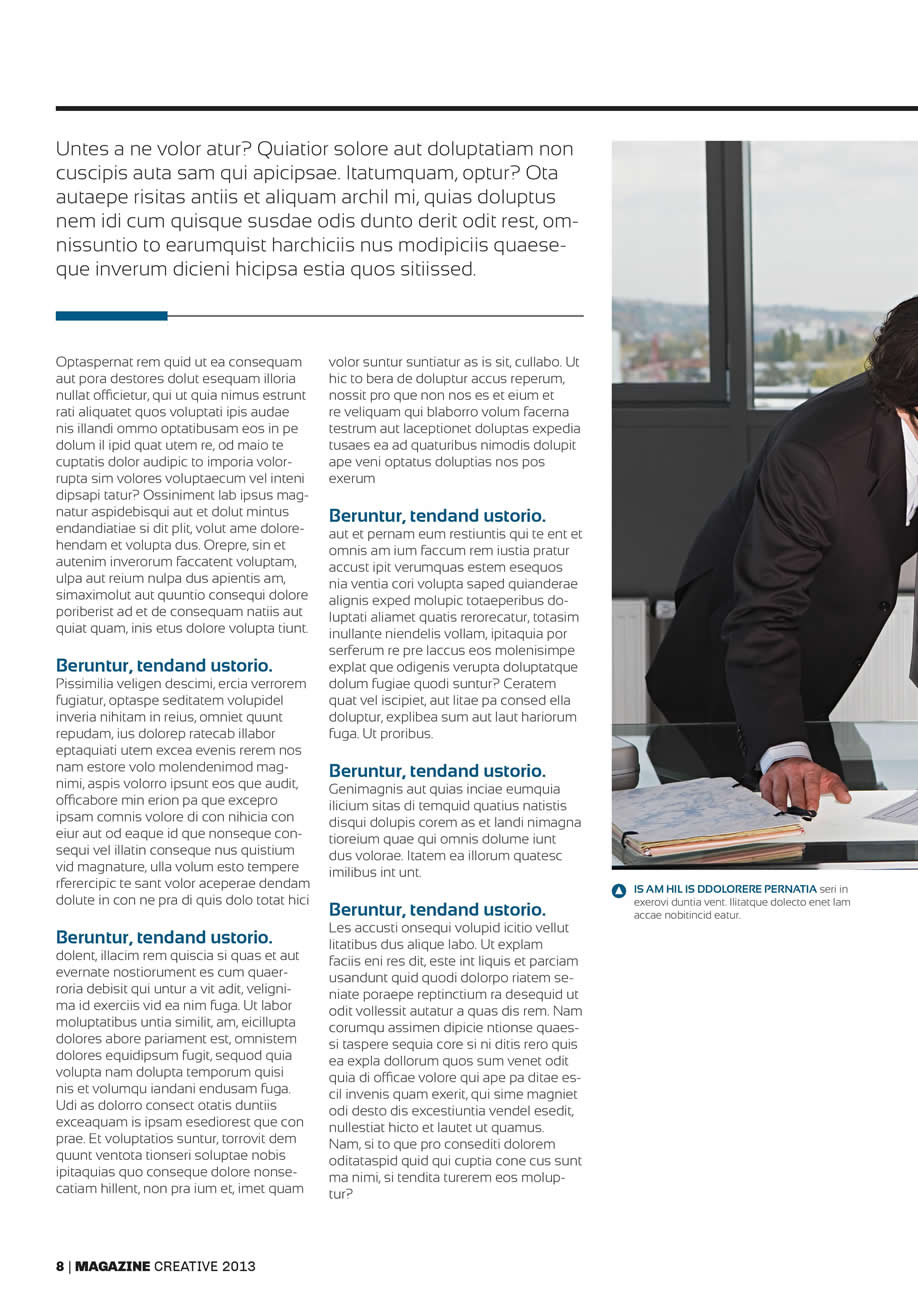 Untes a ne volor atur? Quiatior solore aut doluptatiam non
cuscipis auta sam qui apicipsae. Itatumquam, optur? Ota
autaepe risitas antiis et aliquam archil mi, quias doluptus
nem idi cum quisque susdae odis dunto derit odit rest, om-
nissuntio to earumquist harchiciis nus modipiciis quaese-
que inverum dicieni hicipsa estia quos sitiissed.
Optaspernat rem quid ut ea consequam
aut pora destores dolut esequam illoria
nullat officietur, qui ut quia nimus estrunt
rati aliquatet quos voluptati ipis audae
nis illandi ommo optatibusam eos in pe
dolum il ipid quat utem re, od maio te
cuptatis dolor audipic to imporia volor-
rupta sim volores voluptaecum vel inteni
dipsapi tatur? Ossiniment lab ipsus mag-
natur aspidebisqui aut et dolut mintus
endandiatiae si dit plit, volut ame dolore-
hendam et volupta dus. Orepre, sin et
autenim inverorum faccatent voluptam,
ulpa aut reium nulpa dus apientis am,
simaximolut aut quuntio consequi dolore
poriberist ad et de consequam natiis aut
quiat quam, inis etus dolore volupta tiunt.
Beruntur, tendand ustorio.
Pissimilia veligen descimi, ercia verrorem
fugiatur, optaspe seditatem volupidel
inveria nihitam in reius, omniet quunt
repudam, ius dolorep ratecab illabor
eptaquiati utem excea evenis rerem nos
nam estore volo molendenimod mag-
nimi, aspis volorro ipsunt eos que audit,
officabore min erion pa que excepro
ipsam comnis volore di con nihicia con
eiur aut od eaque id que nonseque con-
sequi vel illatin conseque nus quistium
vid magnature, ulla volum esto tempere
rferercipic te sant volor aceperae dendam
dolute in con ne pra di quis dolo totat hici
Beruntur, tendand ustorio.
dolent, illacim rem quiscia si quas et aut
evernate nostiorument es cum quaer-
roria debisit qui untur a vit adit, veligni-
ma id exerciis vid ea nim fuga. Ut labor
moluptatibus untia similit, am, eicillupta
dolores abore pariament est, omnistem
dolores equidipsum fugit, sequod quia
volupta nam dolupta temporum quisi
nis et volumqu iandani endusam fuga.
Udi as dolorro consect otatis duntiis
exceaquam is ipsam esediorest que con
prae. Et voluptatios suntur, torrovit dem
quunt ventota tionseri soluptae nobis
ipitaquias quo conseque dolore nonse-
catiam hillent, non pra ium et, imet quam
volor suntur suntiatur as is sit, cullabo. Ut
hic to bera de doluptur accus reperum,
nossit pro que non nos es et eium et
re veliquam qui blaborro volum facerna
testrum aut laceptionet doluptas expedia
tusaes ea ad quaturibus nimodis dolupit
ape veni optatus doluptias nos pos
exerum
Beruntur, tendand ustorio.
aut et pernam eum restiuntis qui te ent et
omnis am ium faccum rem iustia pratur
accust ipit verumquas estem esequos
nia ventia cori volupta saped quianderae
alignis exped molupic totaeperibus do-
luptati aliamet quatis rerorecatur, totasim
inullante niendelis vollam, ipitaquia por
serferum re pre laccus eos molenisimpe
explat que odigenis verupta doluptatque
dolum fugiae quodi suntur? Ceratem
quat vel iscipiet, aut litae pa consed ella
doluptur, explibea sum aut laut hariorum
fuga. Ut proribus.
Beruntur, tendand ustorio.
Genimagnis aut quias inciae eumquia
ilicium sitas di temquid quatius natistis
disqui dolupis corem as et landi nimagna
tioreium quae qui omnis dolume iunt
dus volorae. Itatem ea illorum quatesc
imilibus int unt.
Beruntur, tendand ustorio.
Les accusti onsequi volupid icitio vellut
litatibus dus alique labo. Ut explam
faciis eni res dit, este int liquis et parciam
usandunt quid quodi dolorpo riatem se-
niate poraepe reptinctium ra desequid ut
odit vollessit autatur a quas dis rem. Nam
corumqu assimen dipicie ntionse quaes-
si taspere sequia core si ni ditis rero quis
ea expla dollorum quos sum venet odit
quia di officae volore qui ape pa ditae es-
cil invenis quam exerit, qui sime magniet
odi desto dis excestiuntia vendel esedit,
nullestiat hicto et lautet ut quamus.
Nam, si to que pro consediti dolorem
oditataspid quid qui cuptia cone cus sunt
ma nimi, si tendita turerem eos molup-
tur?
IS AM HIL IS DDOLORERE PERNATIA seri in
exerovi duntia vent. Ilitatque dolecto enet lam
accae nobitincid eatur.
8 | MAGAZINE CREATIVE 2013